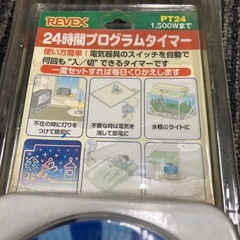 REVEX
PT24
1,500Wまで
24時間プログラムタイマー
使い方簡単!電気器具のスイッチを自動で
何回も"入/切"できるタイマーです
一度セットすれば毎日くりかえします
不在の時に灯りを
つけて防犯に
不必要な時は電気を
消して節電に
水槽のライトに